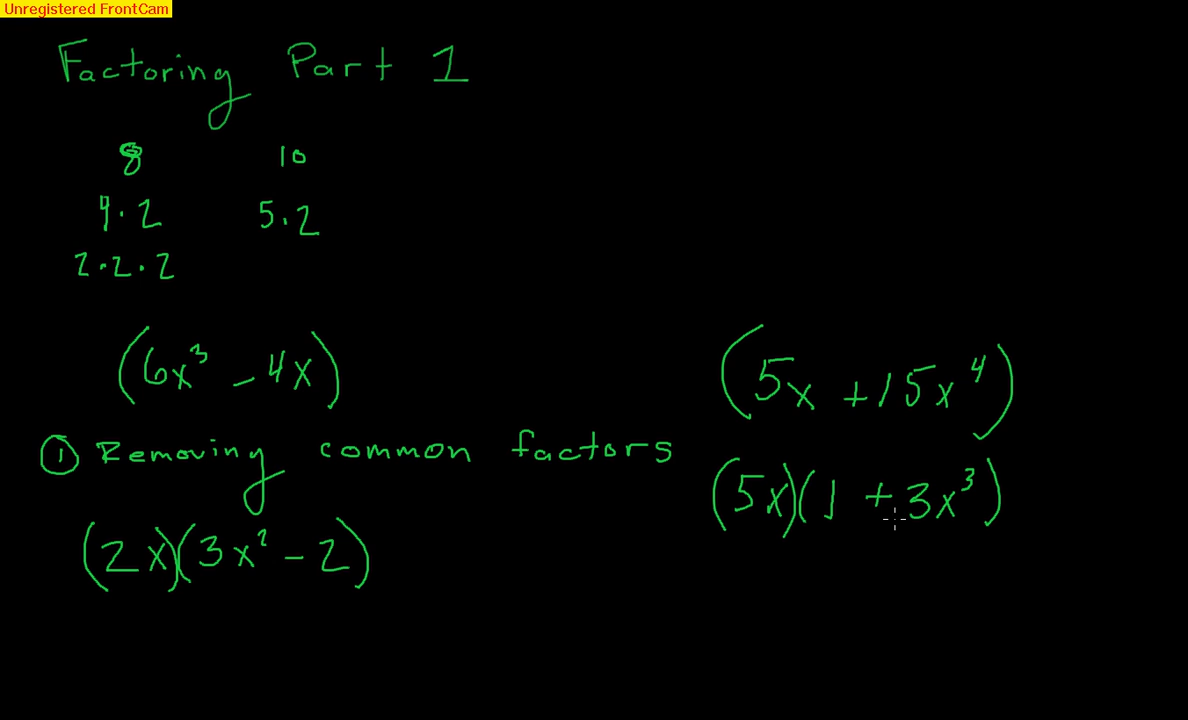 Unregistered FrontCam
Factoring Part 1
8 10
4·2 5·2
2·2·2
(6x³ - 4x) (5x + 15x⁴)
① Removing common factors
(5x)(1 + 3x³)
(2x)(3x² - 2)